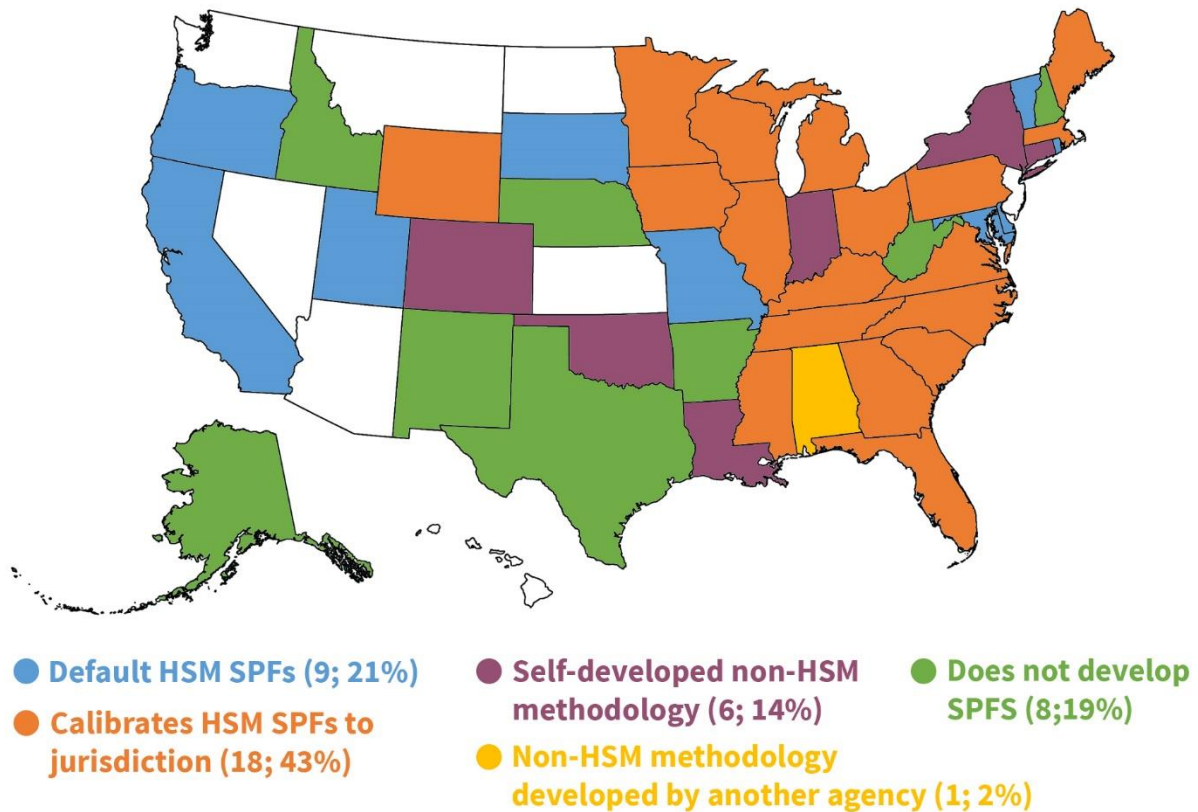 Default HSM SPFs (9; 21%)
Calibrates HSM SPFs to
jurisdiction (18; 43%)
Self-developed non-HSM
methodology (6; 14%)
Non-HSM methodology
developed by another agency (1; 2%)
Does not develop
SPFS (8;19%)